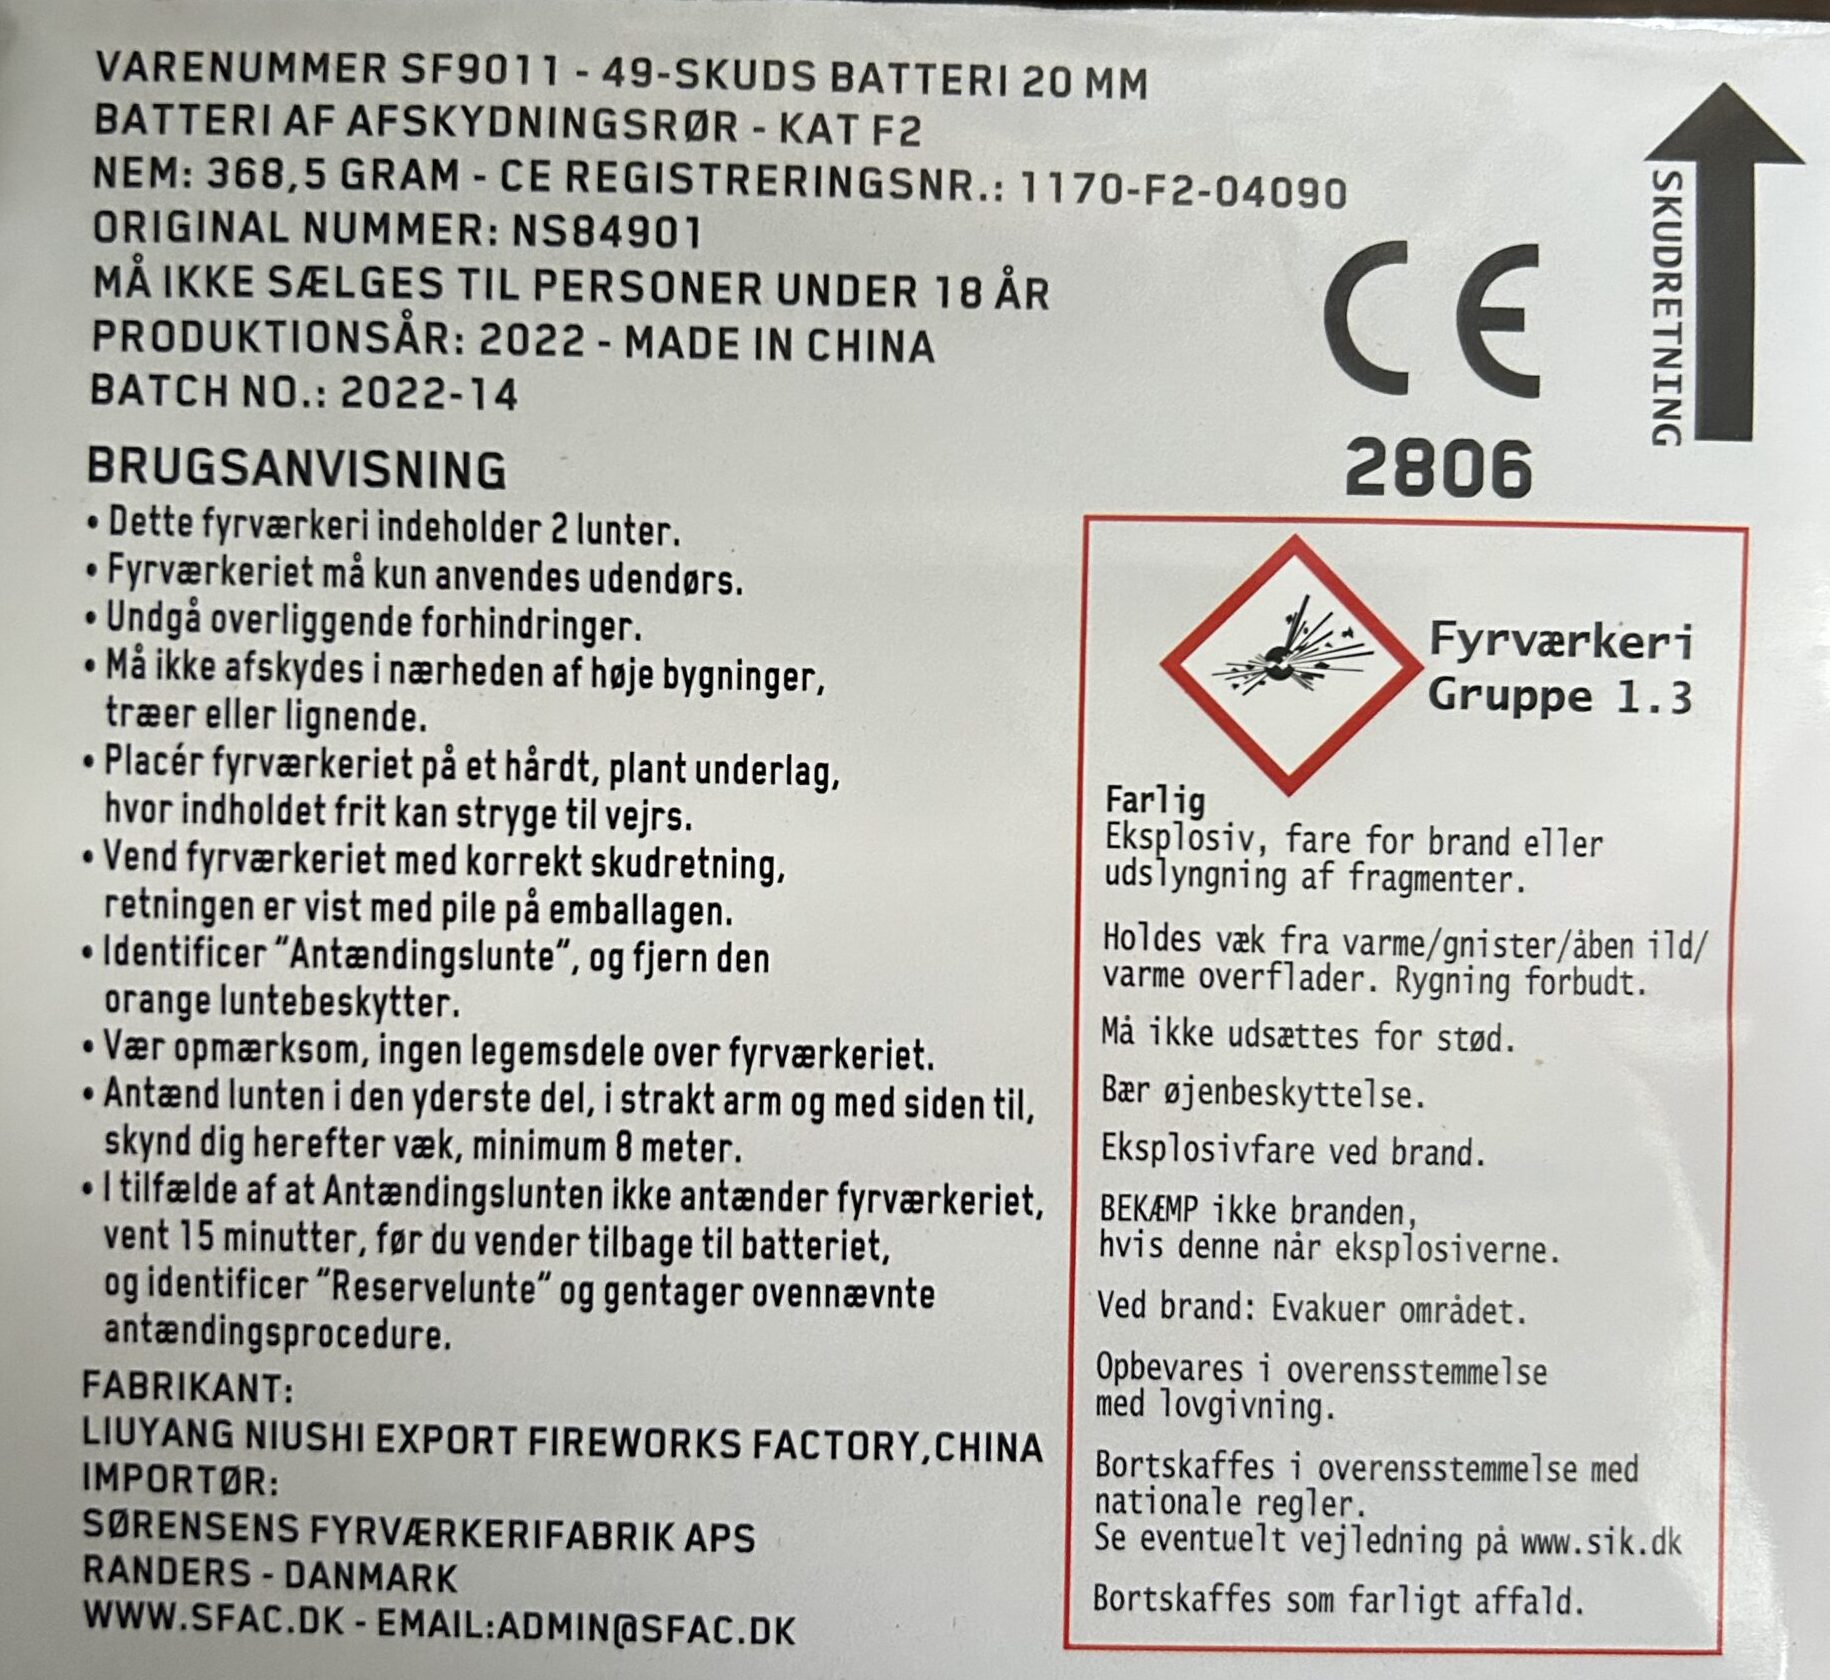 VARENUMMER SF9011 - 49-SKUDS BATTERI 20 MM
BATTERI AF AFSKYDNINGSRØR - KAT F2
NEM: 368,5 GRAM - CE REGISTRERINGSNR.: 1170-F2-04090
ORIGINAL NUMMER: NS84901
MÅ IKKE SÆLGES TIL PERSONER UNDER 18 ÅR
PRODUKTIONSÅR: 2022 - MADE IN CHINA
BATCH NO.: 2022-14
CE
2806
SKUDRETNING
BRUGSANVISNING
• Dette fyrværkeri indeholder 2 lunter.
• Fyrværkeriet må kun anvendes udendørs.
• Undgå overliggende forhindringer.
• Må ikke afskydes i nærheden af høje bygninger,
træer eller lignende.
• Placér fyrværkeriet på et hårdt, plant underlag,
hvor indholdet frit kan stryge til vejrs.
• Vend fyrværkeriet med korrekt skudretning,
retningen er vist med pile på emballagen.
• Identificer "Antændingslunte", og fjern den
orange luntebeskytter.
• Vær opmærksom, ingen legemsdele over fyrværkeriet.
• Antænd lunten i den yderste del, i strakt arm og med siden til,
skynd dig herefter væk, minimum 8 meter.
• I tilfælde af at Antændingslunten ikke antænder fyrværkeriet,
vent 15 minutter, før du vender tilbage til batteriet,
og identificer "Reservelunte" og gentager ovennævnte
antændingsprocedure.
FABRIKANT:
LIUYANG NIUSHI EXPORT FIREWORKS FACTORY,CHINA
IMPORTØR:
SØRENSENS FYRVÆRKERIFABRIK APS
RANDERS - DANMARK
WWW.SFAC.DK - EMAIL:ADMIN@SFAC.DK
Fyrværkeri
Gruppe 1.3
Farlig
Eksplosiv, fare for brand eller
udslyngning af fragmenter.
Holdes væk fra varme/gnister/åben ild/
varme overflader. Rygning forbudt.
Må ikke udsættes for stød.
Bær øjenbeskyttelse.
Eksplosivfare ved brand.
BEKÆMP ikke branden,
hvis denne når eksplosiverne.
Ved brand: Evakuer området.
Opbevares i overensstemmelse
med lovgivning.
Bortskaffes i overensstemmelse med
nationale regler.
Se eventuelt vejledning på www.sik.dk
Bortskaffes som farligt affald.